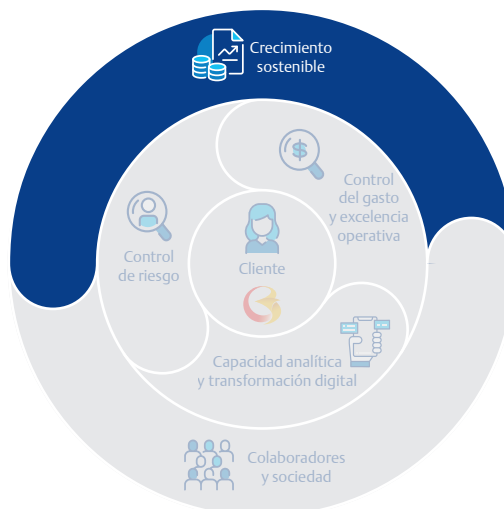 Crecimiento
sostenible
Control
del gasto
y excelencia
operativa
Control
de riesgo
Cliente
Capacidad analítica
y transformación digital
Colaboradores
y sociedad